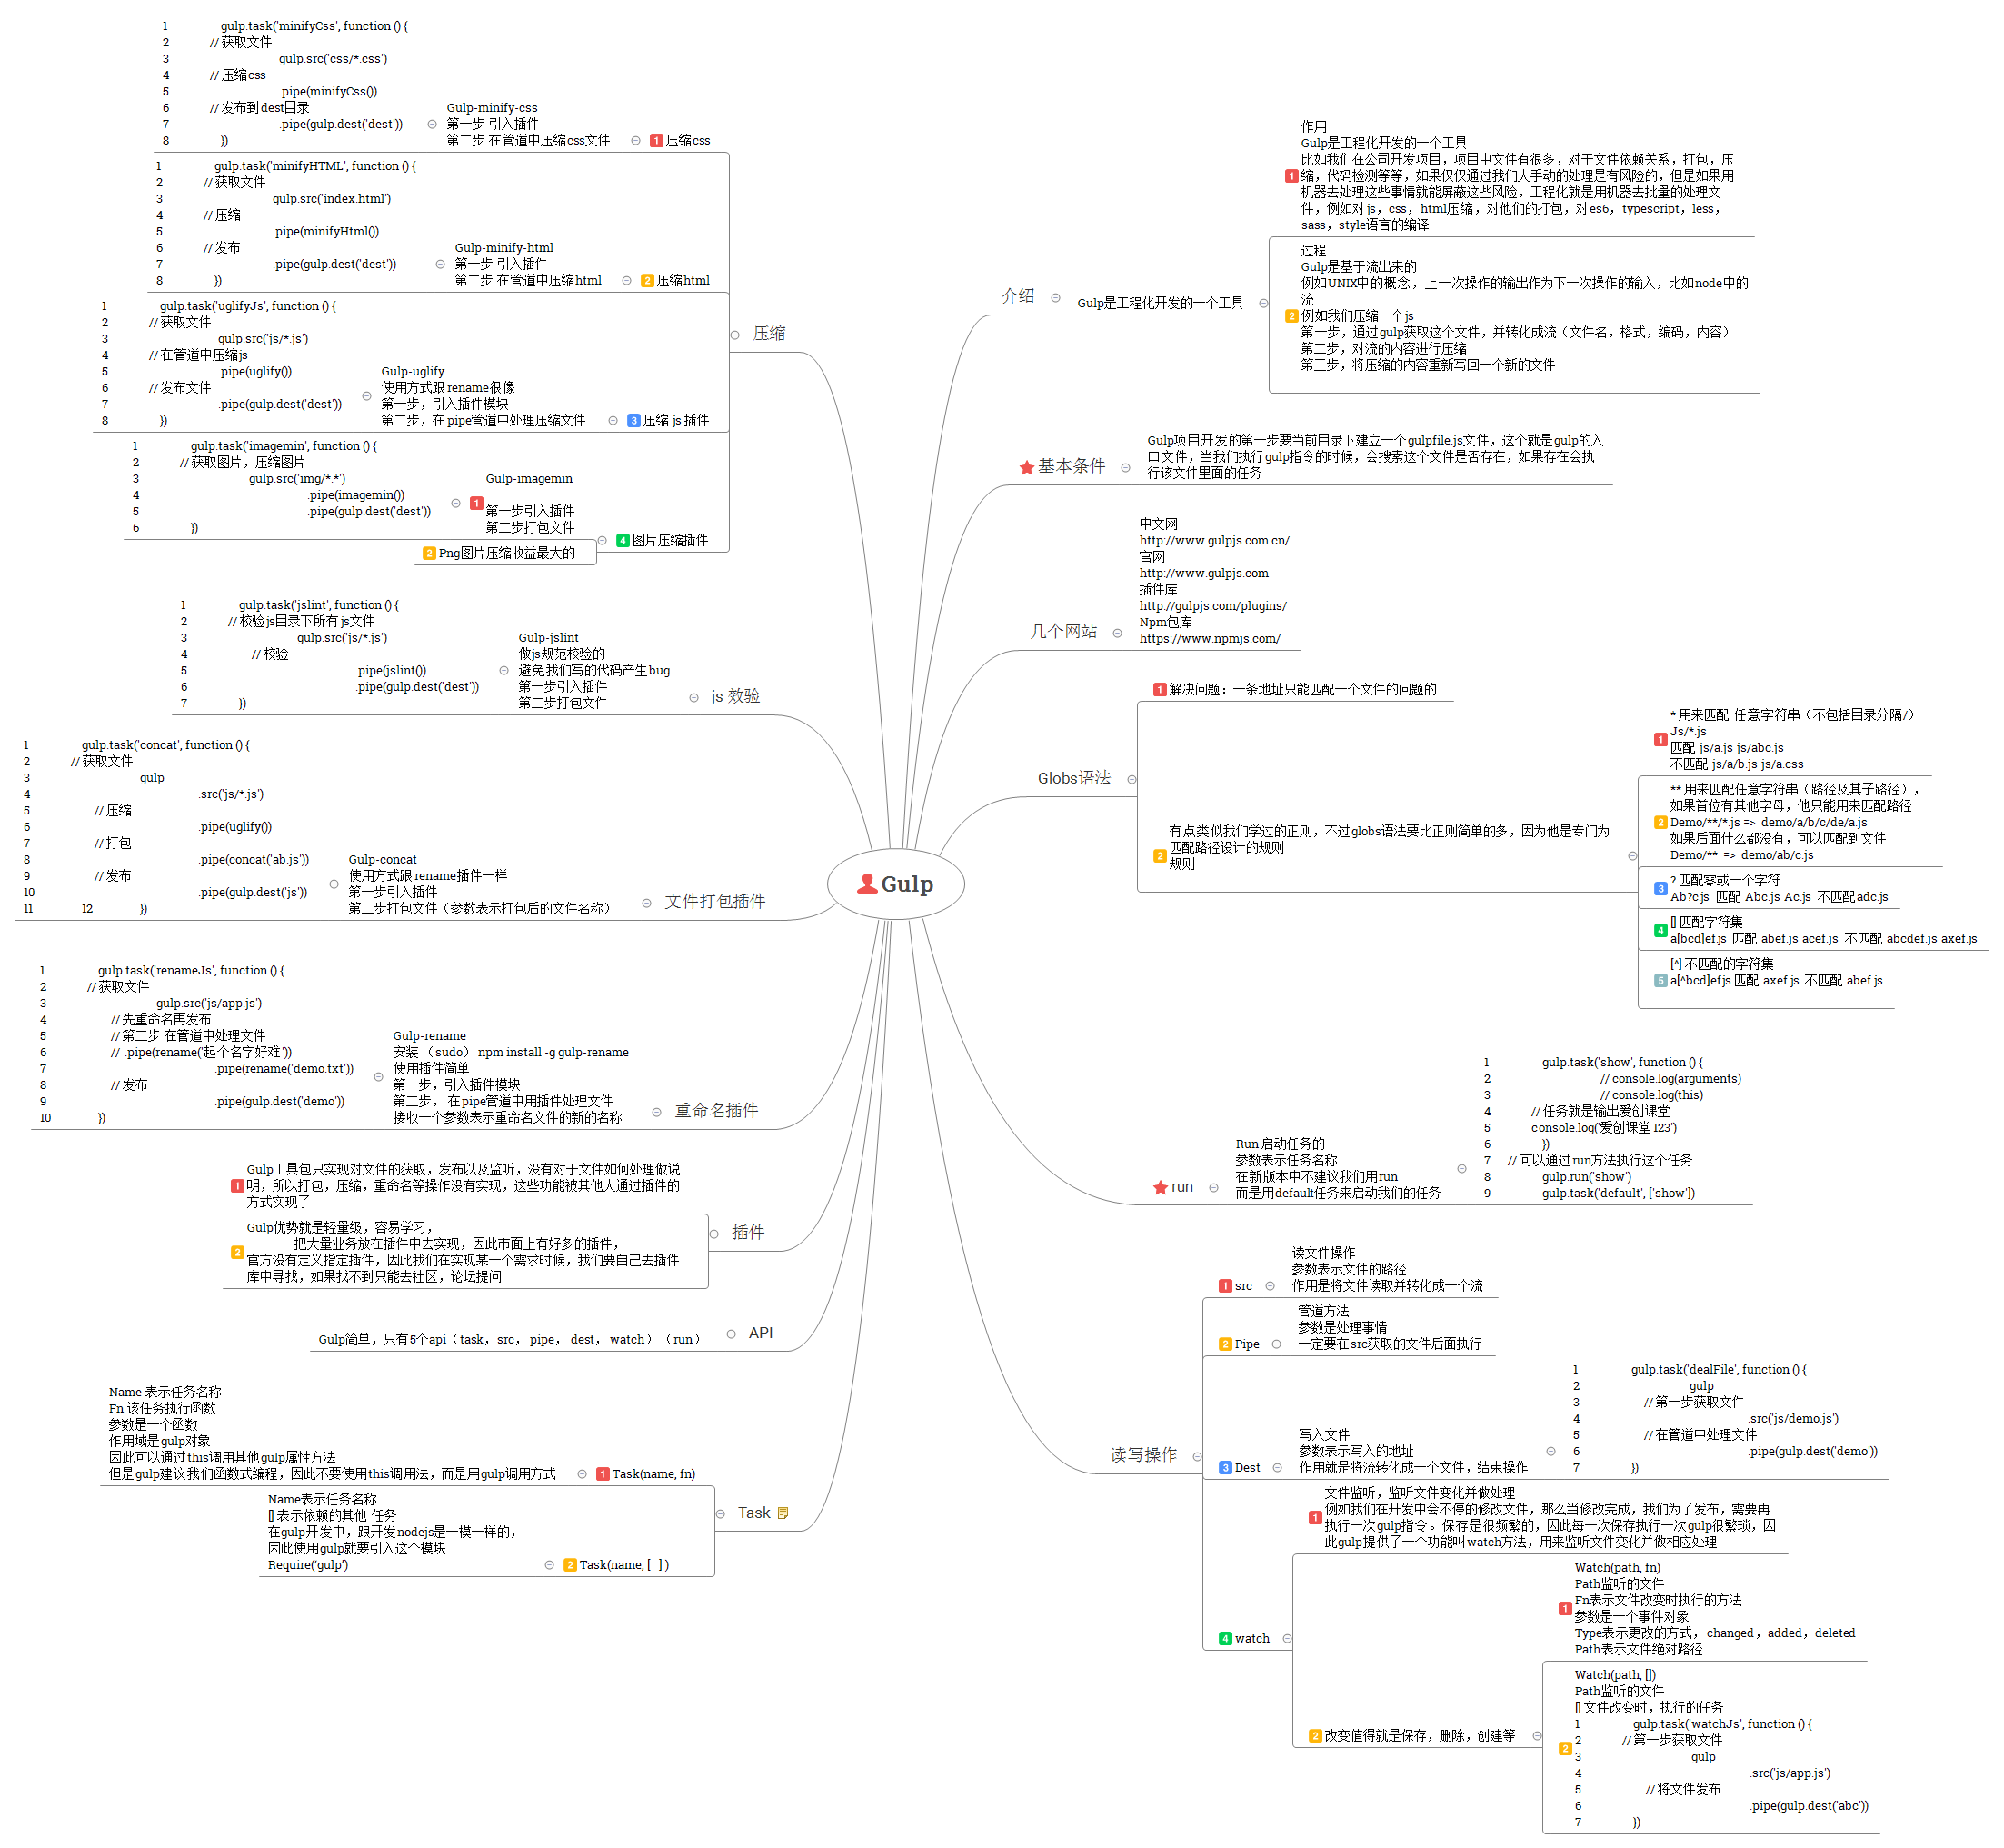 Gulp
介绍
Gulp是工程化开发的一个工具
1
作用
Gulp是工程化开发的一个工具
比如我们在公司开发项目，项目中文件有很多，对于文件依赖关系，打包，压
缩，代码检测等等，如果仅仅通过我们人手动的处理是有风险的，但是如果用
机器去处理这些事情就能屏蔽这些风险，工程化就是用机器去批量的处理文
件，例如对js，css，html压缩，对他们的打包，对es6，typescript，less，
sass，style语言的编译
2
过程
Gulp是基于流出来的
例如UNIX中的概念，上一次操作的输出作为下一次操作的输入，比如node中的
流
例如我们压缩一个js
第一步，通过gulp获取这个文件，并转化成流（文件名，格式，编码，内容）
第二步，对流的内容进行压缩
第三步，将压缩的内容重新写回一个新的文件
基本条件
Gulp项目开发的第一步要当前目录下建立一个gulpfile.js文件，这个就是gulp的入
口文件，当我们执行gulp指令的时候，会搜索这个文件是否存在，如果存在会执
行该文件里面的任务
几个网站
中文网
http://www.gulpjs.com.cn/
官网
http://www.gulpjs.com
插件库
http://gulpjs.com/plugins/
Npm包库
https://www.npmjs.com/
Globs语法
1 解决问题：一条地址只能匹配一个文件的问题的
2
有点类似我们学过的正则，不过globs语法要比正则简单的多，因为他是专门为
匹配路径设计的规则
规则
1
* 用来匹配 任意字符串（不包括目录分隔/）
Js/*.js
匹配 js/a.js js/abc.js
不匹配 js/a/b.js js/a.css
2
** 用来匹配任意字符串（路径及其子路径），
如果首位有其他字母，他只能用来匹配路径
Demo/**/*.js => demo/a/b/c/de/a.js
如果后面什么都没有，可以匹配到文件
Demo/** => demo/ab/c.js
3
? 匹配零或一个字符
Ab?c.js 匹配 Abc.js Ac.js 不匹配adc.js
4
[] 匹配字符集
a[bcd]ef.js 匹配 abef.js acef.js 不匹配 abcdef.js axef.js
5
[^] 不匹配的字符集
a[^bcd]ef.js 匹配 axef.js 不匹配 abef.js
run
Run 启动任务的
参数表示任务名称
在新版本中不建议我们用run
而是用default任务来启动我们的任务
1 gulp.task('show', function () {
2 // console.log(arguments)
3 // console.log(this)
4 // 任务就是输出爱创课堂
5 console.log('爱创课堂 123')
6 })
7 // 可以通过run方法执行这个任务
8 gulp.run('show')
9 gulp.task('default', ['show'])
读写操作
1 src
读文件操作
参数表示文件的路径
作用是将文件读取并转化成一个流
2 Pipe
管道方法
参数是处理事情
一定要在src获取的文件后面执行
3 Dest
写入文件
参数表示写入的地址
作用就是将流转化成一个文件，结束操作
1 gulp.task('dealFile', function () {
2 gulp
3 // 第一步获取文件
4 .src('js/demo.js')
5 // 在管道中处理文件
6 .pipe(gulp.dest('demo'))
7 })
4 watch
1
文件监听，监听文件变化并做处理
例如我们在开发中会不停的修改文件，那么当修改完成，我们为了发布，需要再
执行一次gulp指令。保存是很频繁的，因此每一次保存执行一次gulp很繁琐，因
此gulp提供了一个功能叫watch方法，用来监听文件变化并做相应处理
2 改变值得就是保存，删除，创建等
1
Watch(path, fn)
Path监听的文件
Fn表示文件改变时执行的方法
参数是一个事件对象
Type表示更改的方式，changed，added，deleted
Path表示文件绝对路径
2
Watch(path, [])
Path监听的文件
[] 文件改变时，执行的任务
1 gulp.task('watchJs', function () {
2 // 第一步获取文件
3 gulp
4 .src('js/app.js')
5 // 将文件发布
6 .pipe(gulp.dest('abc'))
7 })
压缩
1 压缩css
Gulp-minify-css
第一步 引入插件
第二步 在管道中压缩css文件
1 gulp.task('minifyCss', function () {
2 // 获取文件
3 gulp.src('css/*.css')
4 // 压缩css
5 .pipe(minifyCss())
6 // 发布到dest目录
7 .pipe(gulp.dest('dest'))
8 })
2 压缩html
Gulp-minify-html
第一步 引入插件
第二步 在管道中压缩html
1 gulp.task('minifyHTML', function () {
2 // 获取文件
3 gulp.src('index.html')
4 // 压缩
5 .pipe(minifyHtml())
6 // 发布
7 .pipe(gulp.dest('dest'))
8 })
3 压缩 js 插件
Gulp-uglify
使用方式跟rename很像
第一步，引入插件模块
第二步，在pipe管道中处理压缩文件
1 gulp.task('uglifyJs', function () {
2 // 获取文件
3 gulp.src('js/*.js')
4 // 在管道中压缩js
5 .pipe(uglify())
6 // 发布文件
7 .pipe(gulp.dest('dest'))
8 })
4 图片压缩插件
1
Gulp-imagemin
第一步引入插件
第二步打包文件
1 gulp.task('imagemin', function () {
2 // 获取图片，压缩图片
3 gulp.src('img/*.*')
4 .pipe(imagemin())
5 .pipe(gulp.dest('dest'))
6 })
2 Png图片压缩收益最大的
js 效验
Gulp-jslint
做js规范校验的
避免我们写的代码产生bug
第一步引入插件
第二步打包文件
1 gulp.task('jslint', function () {
2 // 校验js目录下所有js文件
3 gulp.src('js/*.js')
4 // 校验
5 .pipe(jslint())
6 .pipe(gulp.dest('dest'))
7 })
文件打包插件
Gulp-concat
使用方式跟rename插件一样
第一步引入插件
第二步打包文件（参数表示打包后的文件名称）
1 gulp.task('concat', function () {
2 // 获取文件
3 gulp
4 .src('js/*.js')
5 // 压缩
6 .pipe(uglify())
7 // 打包
8 .pipe(concat('ab.js'))
9 // 发布
10 .pipe(gulp.dest('js'))
11 12 })
重命名插件
Gulp-rename
安装 （sudo） npm install -g gulp-rename
使用插件简单
第一步，引入插件模块
第二步， 在pipe管道中用插件处理文件
接收一个参数表示重命名文件的新的名称
1 gulp.task('renameJs', function () {
2 // 获取文件
3 gulp.src('js/app.js')
4 // 先重命名再发布
5 // 第二步 在管道中处理文件
6 // .pipe(rename('起个名字好难'))
7 .pipe(rename('demo.txt'))
8 // 发布
9 .pipe(gulp.dest('demo'))
10 })
插件
1
Gulp工具包只实现对文件的获取，发布以及监听，没有对于文件如何处理做说
明，所以打包，压缩，重命名等操作没有实现，这些功能被其他人通过插件的
方式实现了
2
Gulp优势就是轻量级，容易学习，
把大量业务放在插件中去实现，因此市面上有好多的插件，
官方没有定义指定插件，因此我们在实现某一个需求时候，我们要自己去插件
库中寻找，如果找不到只能去社区，论坛提问
API
Gulp简单，只有5个api（task，src， pipe， dest， watch）（run）
Task
1 Task(name, fn)
Name 表示任务名称
Fn 该任务执行函数
参数是一个函数
作用域是gulp对象
因此可以通过this调用其他gulp属性方法
但是gulp建议我们函数式编程，因此不要使用this调用法，而是用gulp调用方式
2 Task(name, [ ] )
Name表示任务名称
[] 表示依赖的其他 任务
在gulp开发中，跟开发nodejs是一模一样的，
因此使用gulp就要引入这个模块
Require('gulp')